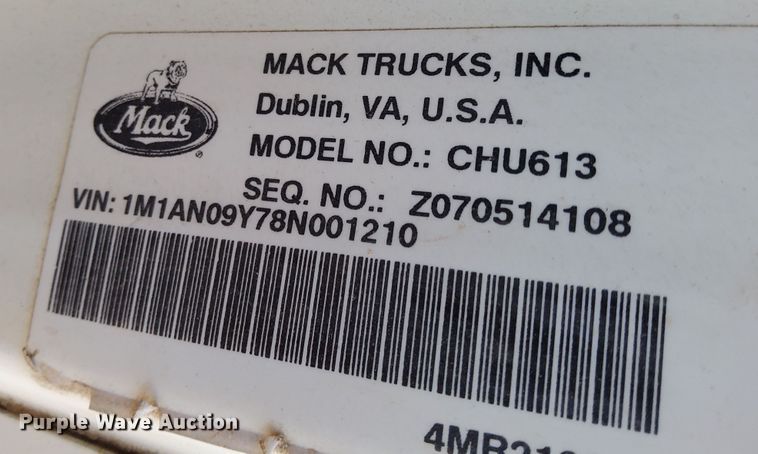 Mack
MACK TRUCKS, INC.
Dublin, VA, U.S.A.
MODEL NO.: CHU613
SEQ. NO.: Z070514108
VIN: 1M1AN09Y78N001210
Purple Wave Auction